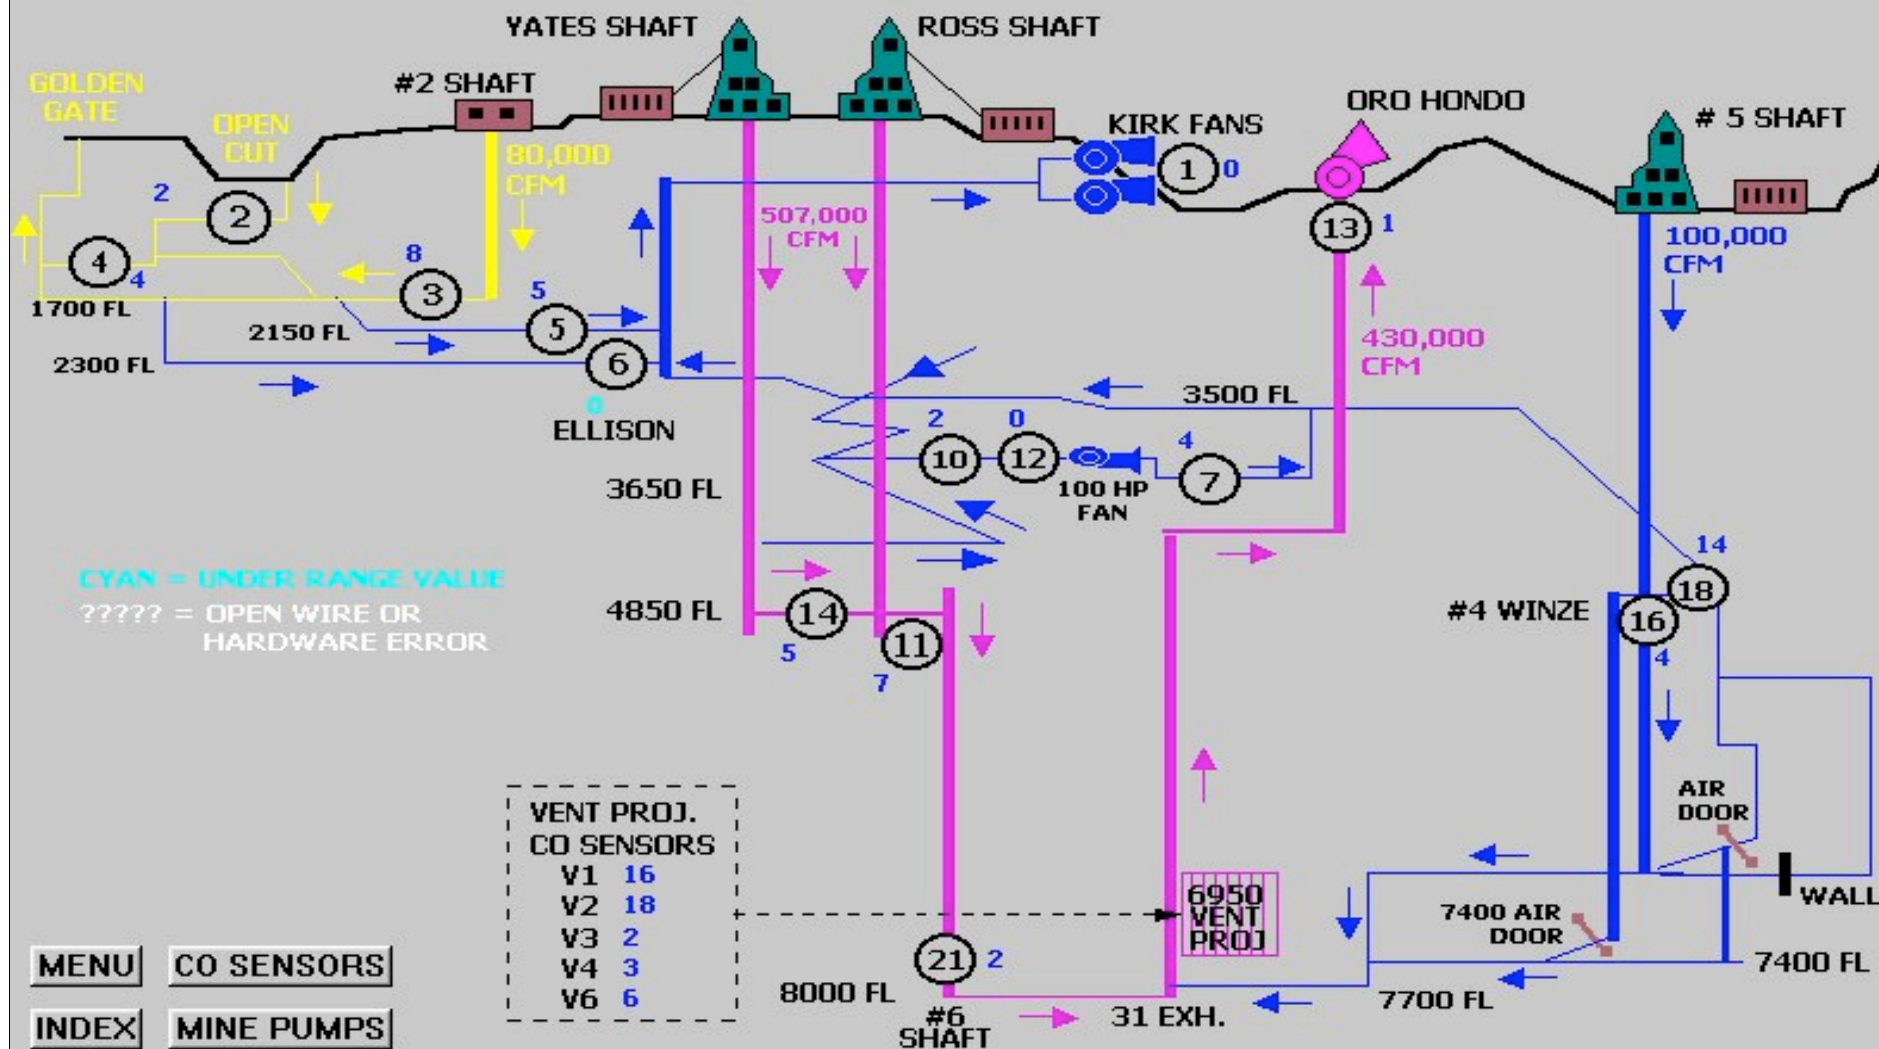 YATES SHAFT
ROSS SHAFT
GOLDEN
GATE
#2 SHAFT
ORO HONDO
OPEN
CUT
KIRK FANS
# 5 SHAFT
80,000
CFM
1
0
2
2
507,000
CFM
13
1
100,000
CFM
4
4
8
3
1700 FL
5
5
2150 FL
430,000
CFM
2300 FL
6
0
ELLISON
3500 FL
2
0
4
10
12
7
100 HP
FAN
3650 FL
14
18
CYAN = UNDER RANGE VALUE
????? = OPEN WIRE OR
HARDWARE ERROR
4850 FL
14
5
11
7
#4 WINZE
16
4
AIR
DOOR
WALL
VENT PROJ.
CO SENSORS
V1 16
V2 18
V3 2
V4 3
V6 6
6950
VENT
PROJ
7400 AIR
DOOR
7400 FL
21
2
8000 FL
#6
SHAFT
31 EXH.
7700 FL
MENU
CO SENSORS
INDEX
MINE PUMPS